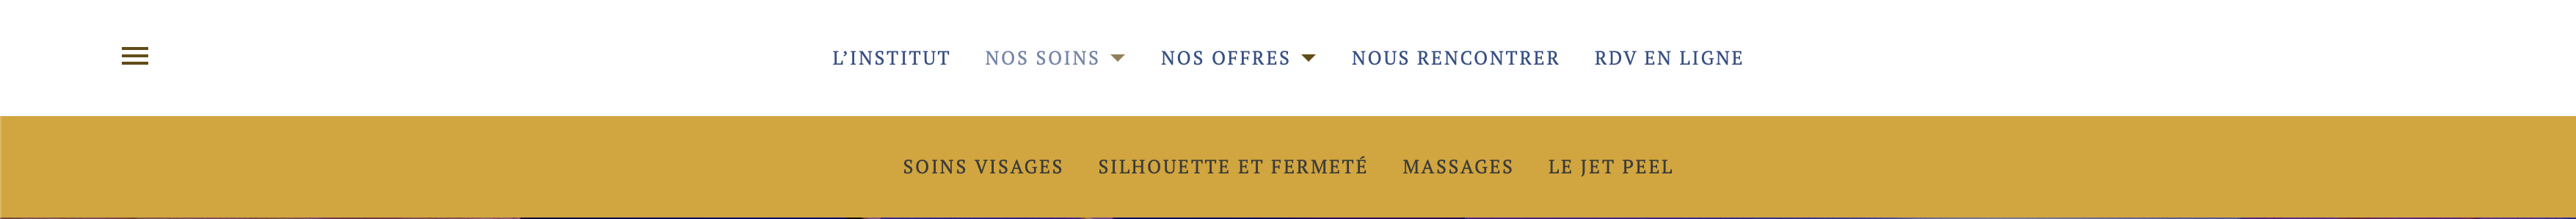 L’INSTITUT NOS SOINS NOS OFFRES NOUS RENCONTRER RDV EN LIGNE
SOINS VISAGES SILHOUETTE ET FERMETÉ MASSAGES LE JET PEEL